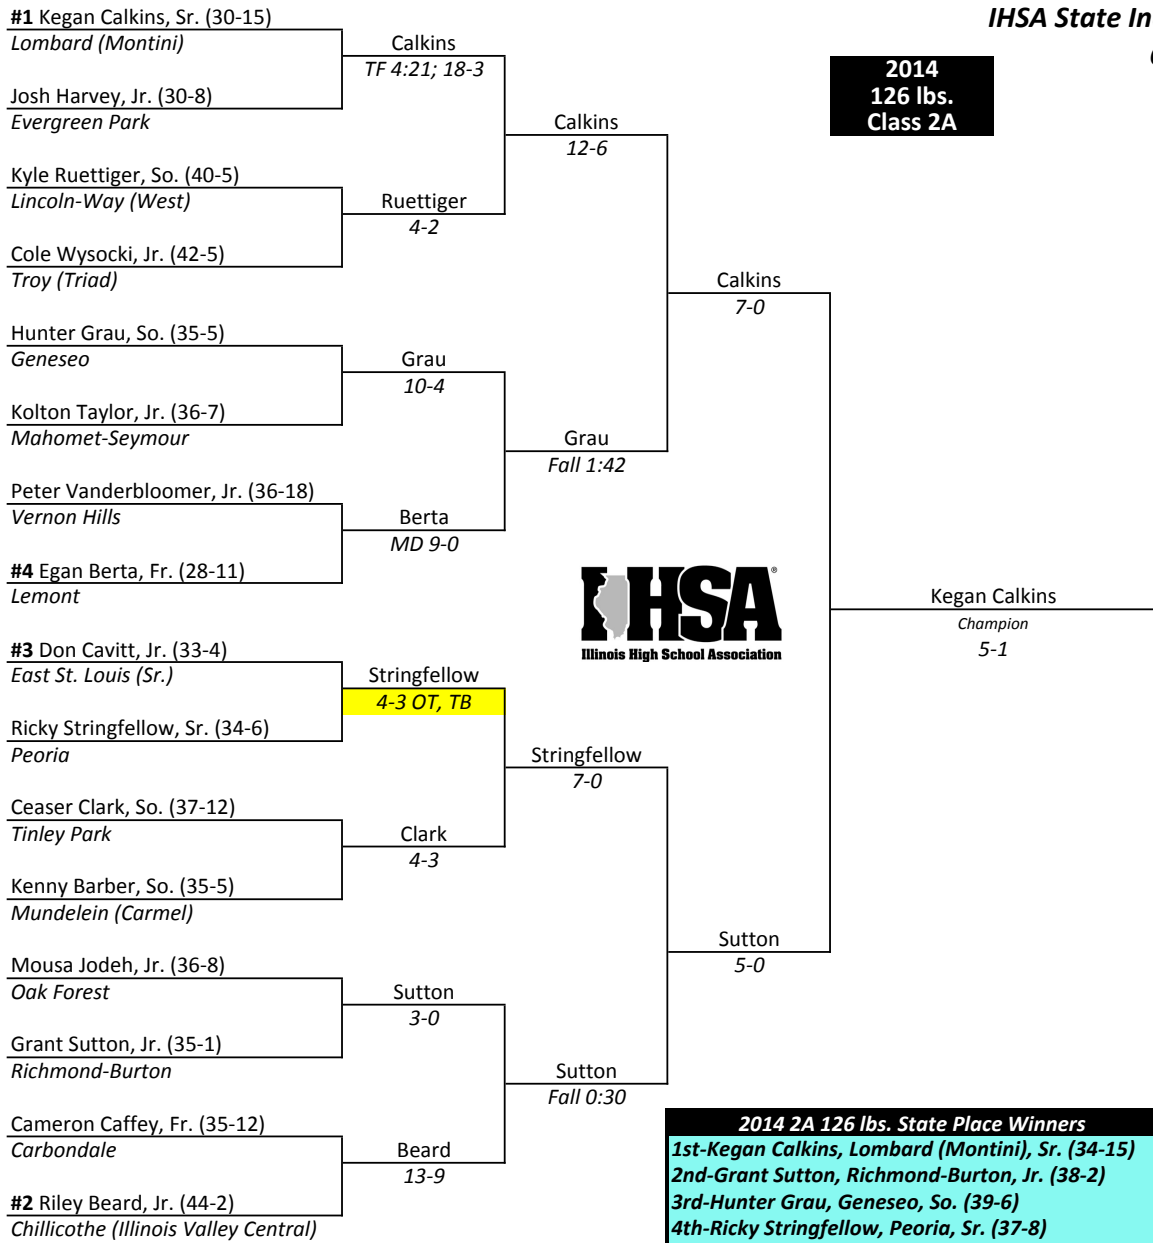 IHSA State In
2014
126 lbs.
Class 2A
#1 Kegan Calkins, Sr. (30-15)
Lombard (Montini)
Calkins
TF 4:21; 18-3
Josh Harvey, Jr. (30-8)
Evergreen Park
Calkins
12-6
Kyle Ruettiger, So. (40-5)
Lincoln-Way (West)
Ruettiger
4-2
Cole Wysocki, Jr. (42-5)
Troy (Triad)
Calkins
7-0
Hunter Grau, So. (35-5)
Geneseo
Grau
10-4
Kolton Taylor, Jr. (36-7)
Mahomet-Seymour
Grau
Fall 1:42
Peter Vanderbloomer, Jr. (36-18)
Vernon Hills
Berta
MD 9-0
#4 Egan Berta, Fr. (28-11)
Lemont
IHSA
Illinois High School Association
Kegan Calkins
Champion
5-1
#3 Don Cavitt, Jr. (33-4)
East St. Louis (Sr.)
Stringfellow
4-3 OT, TB
Ricky Stringfellow, Sr. (34-6)
Peoria
Stringfellow
7-0
Ceaser Clark, So. (37-12)
Tinley Park
Clark
4-3
Kenny Barber, So. (35-5)
Mundelein (Carmel)
Sutton
5-0
Mousa Jodeh, Jr. (36-8)
Oak Forest
Sutton
3-0
Grant Sutton, Jr. (35-1)
Richmond-Burton
Sutton
Fall 0:30
Cameron Caffey, Fr. (35-12)
Carbondale
Beard
13-9
#2 Riley Beard, Jr. (44-2)
Chillicothe (Illinois Valley Central)
2014 2A 126 lbs. State Place Winners
1st-Kegan Calkins, Lombard (Montini), Sr. (34-15)
2nd-Grant Sutton, Richmond-Burton, Jr. (38-2)
3rd-Hunter Grau, Geneseo, So. (39-6)
4th-Ricky Stringfellow, Peoria, Sr. (37-8)